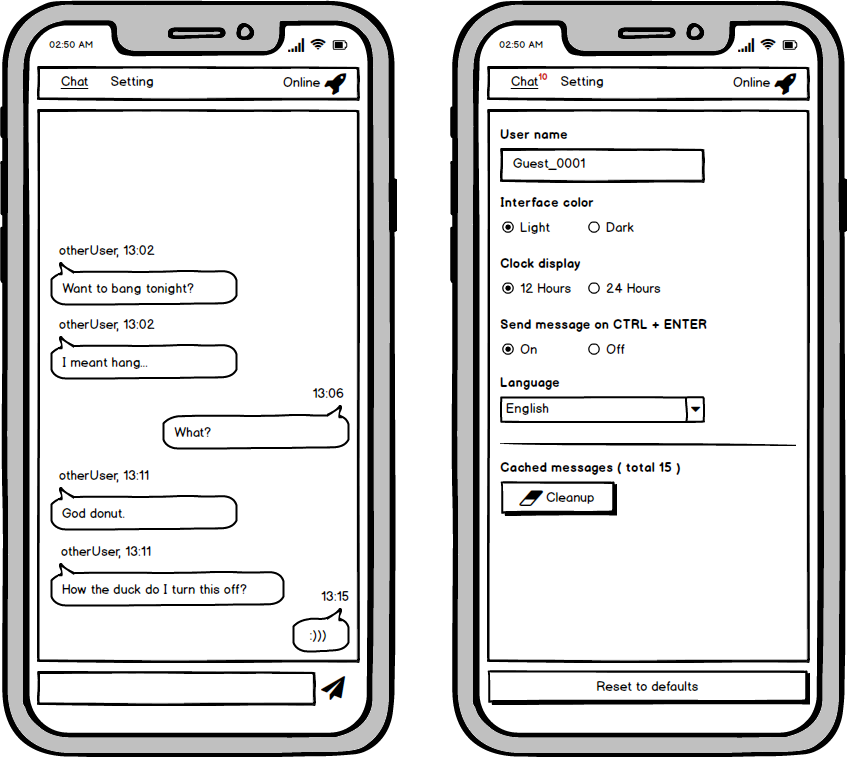 02:50 AM
Chat Setting Online
otherUser, 13:02
Want to bang tonight?
otherUser, 13:02
I meant hang...
13:06
What?
otherUser, 13:11
God donut.
otherUser, 13:11
How the duck do I turn this off?
13:15
:)))
02:50 AM
Chat 10 Setting Online
User name
Guest_0001
Interface color
Light Dark
Clock display
12 Hours 24 Hours
Send message on CTRL + ENTER
On Off
Language
English
Cached messages ( total 15 )
Cleanup
Reset to defaults